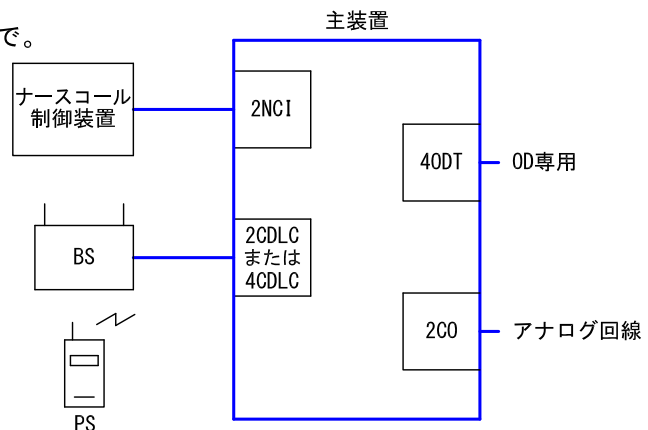 で。
主装置
ナースコール
制御装置
2NCI
4ODT
OD専用
BS
2CDLC
または
4CDLC
2CO
アナログ回線
PS